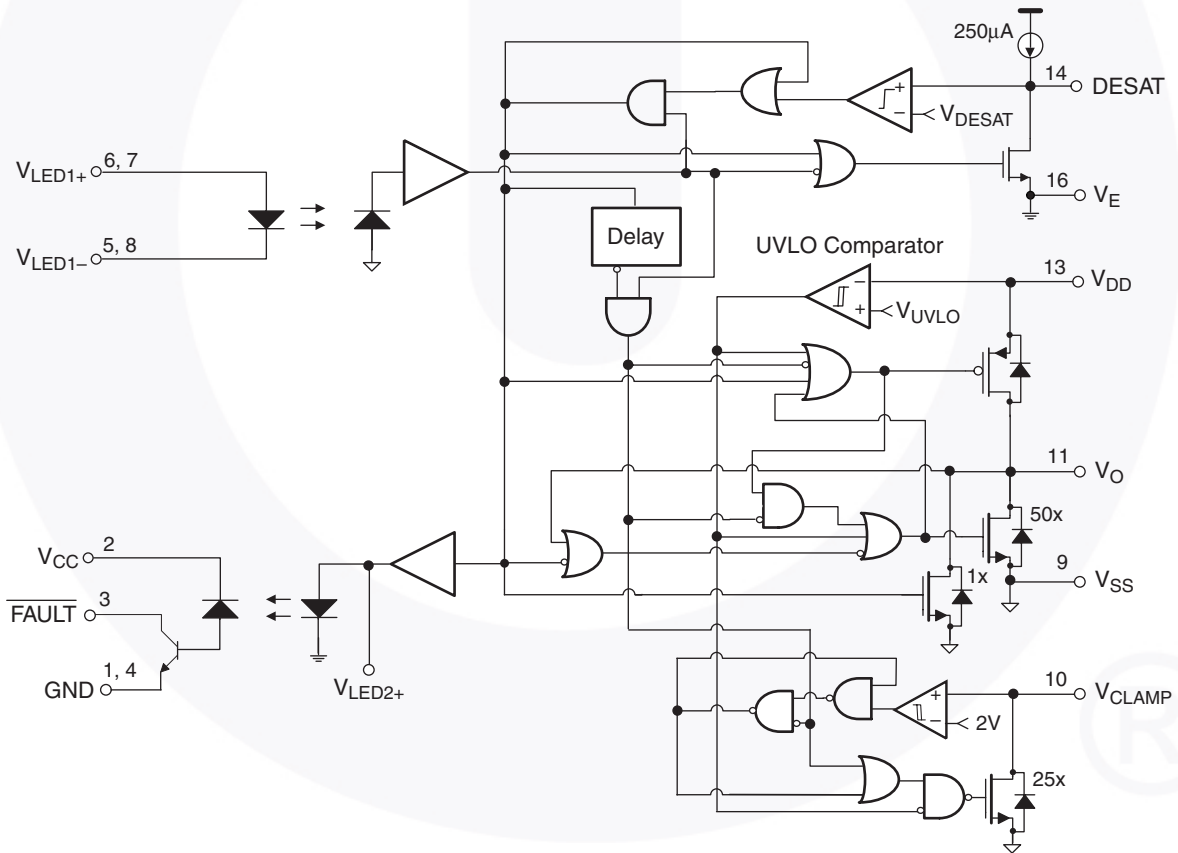 250μA
14 DESAT
V_DESAT
+
−
V_LED1+ 6, 7
16 V_E
5, 8
V_LED1−
Delay
UVLO Comparator
13 V_DD
−
+
V_UVLO
11 V_O
50x
V_CC 2
1x
9 V_SS
FAULT 3
1, 4
GND
V_LED2+
10 V_CLAMP
+
−
2V
25x
®